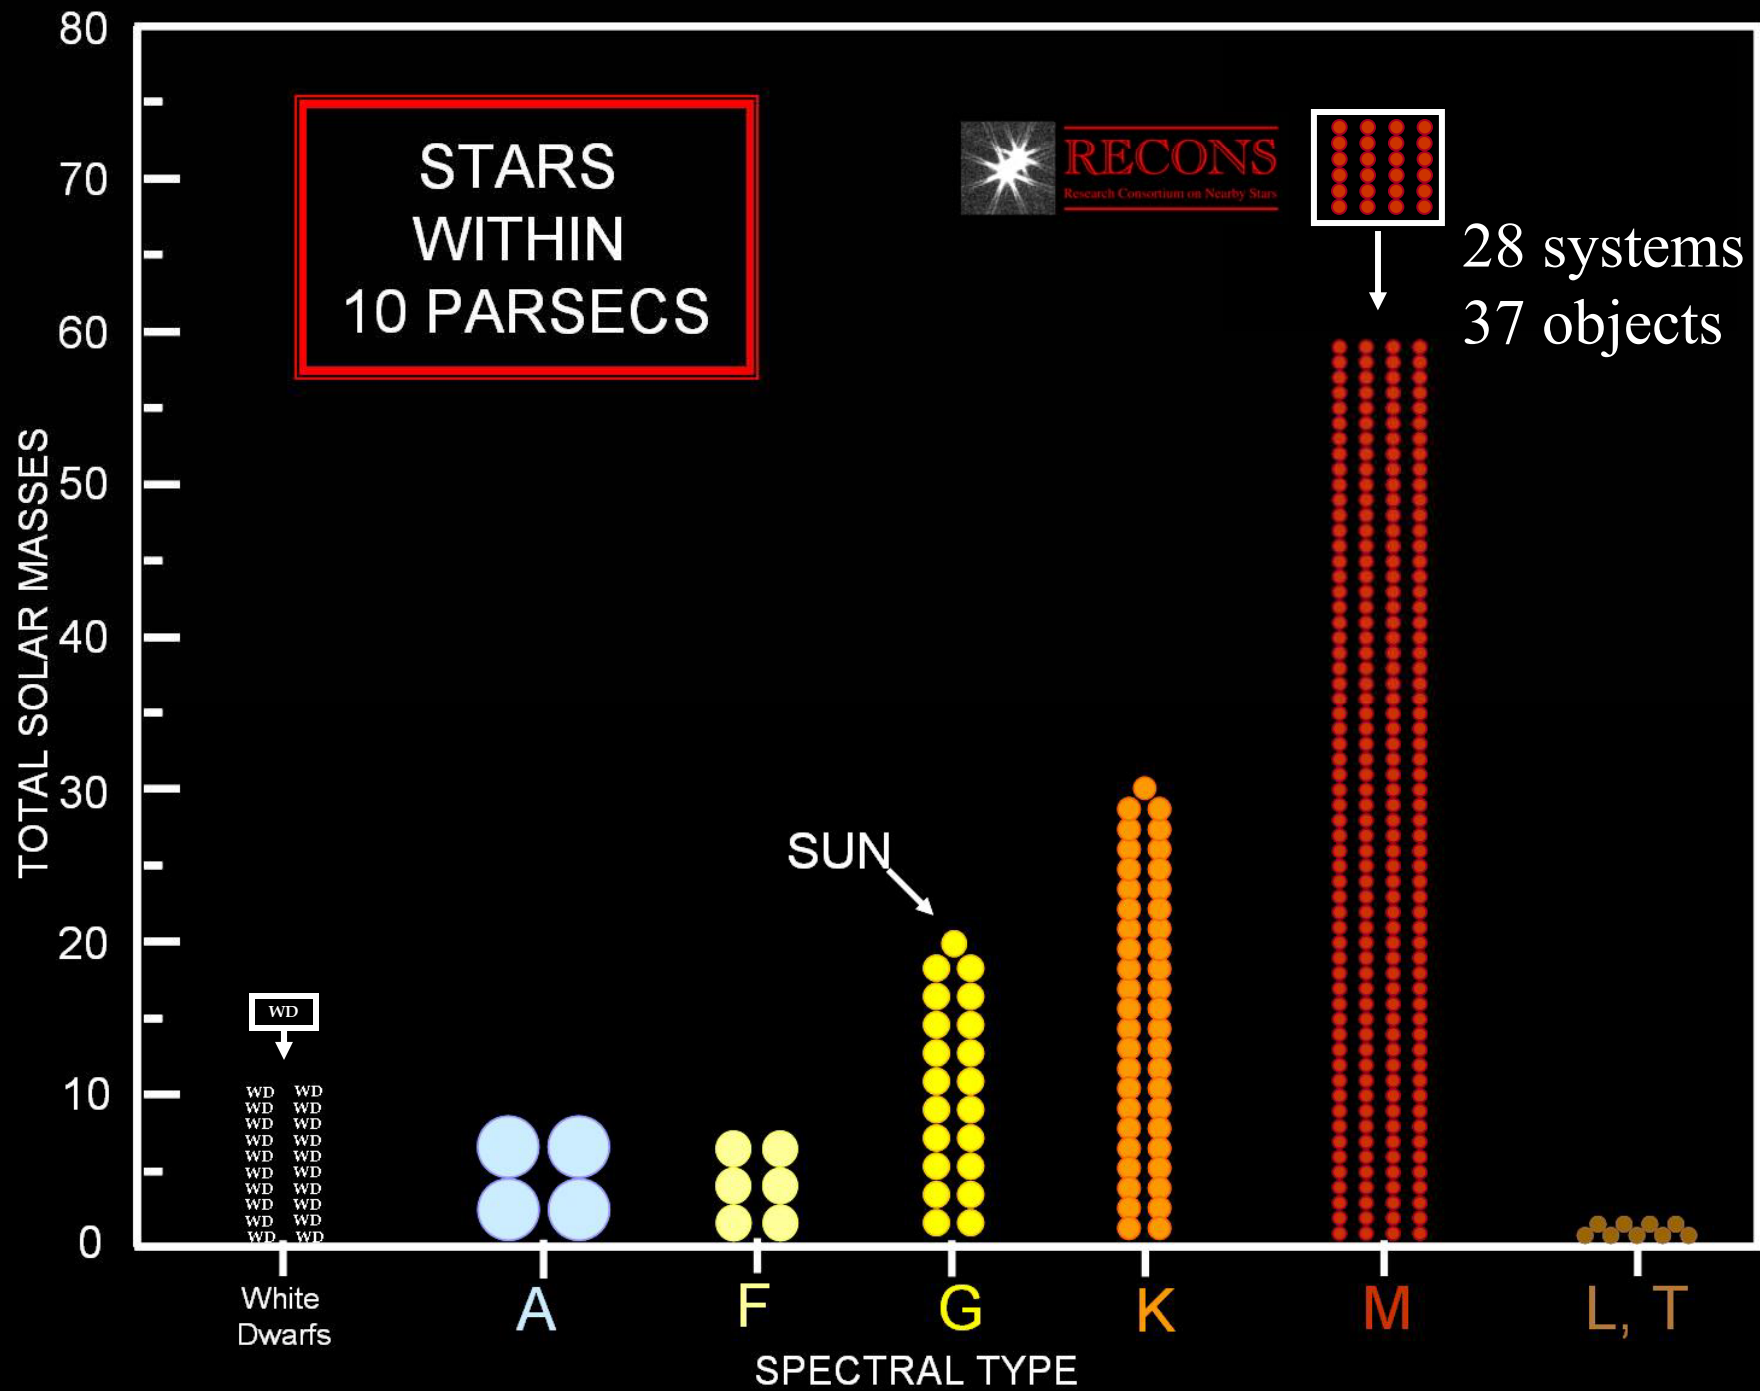 80
70
60
50
40
30
20
10
0
TOTAL SOLAR MASSES
STARS
WITHIN
10 PARSECS
RECONS
Research Consortium on Nearby Stars
28 systems
37 objects
SUN
WD
WD WD
WD WD
WD WD
WD WD
WD WD
WD WD
WD WD
WD WD
WD WD
WD WD
White
Dwarfs
A
F
G
K
M
L, T
SPECTRAL TYPE